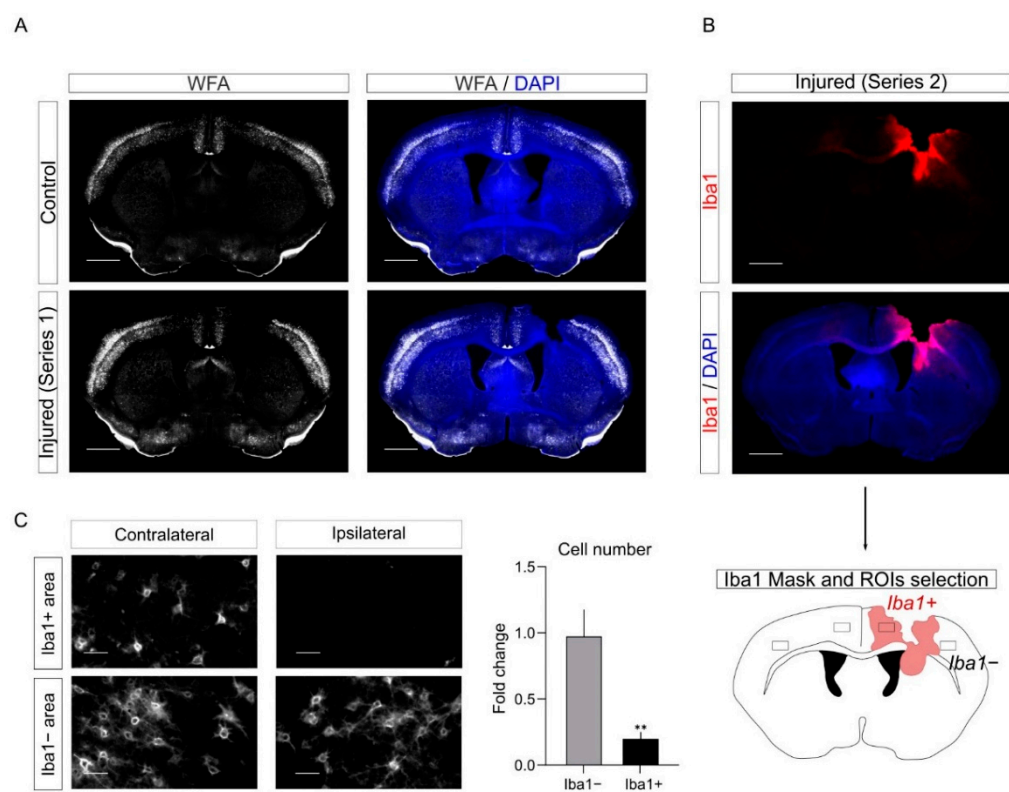 A
B
WFA
WFA / DAPI
Injured (Series 2)
Control
Injured (Series 1)
Iba1
Iba1 / DAPI
C
Contralateral
Ipsilateral
Iba1+ area
Iba1− area
Cell number
Fold change
1.5
1.0
0.5
0.0
**
Iba1−
Iba1+
Iba1 Mask and ROIs selection
Iba1+
Iba1−